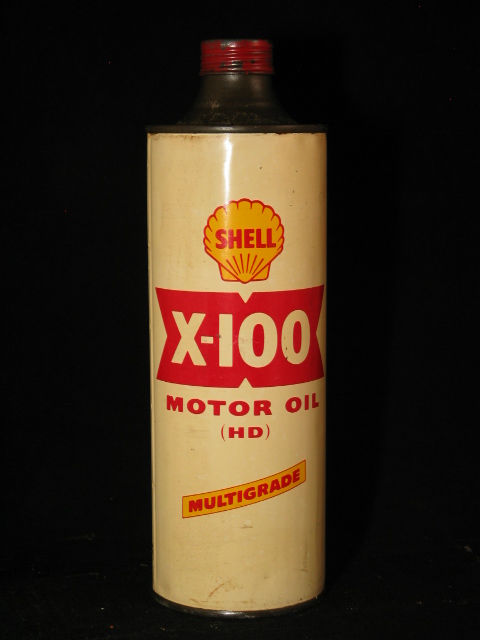 SHELL
X-100
MOTOR OIL
(HD)
MULTIGRADE